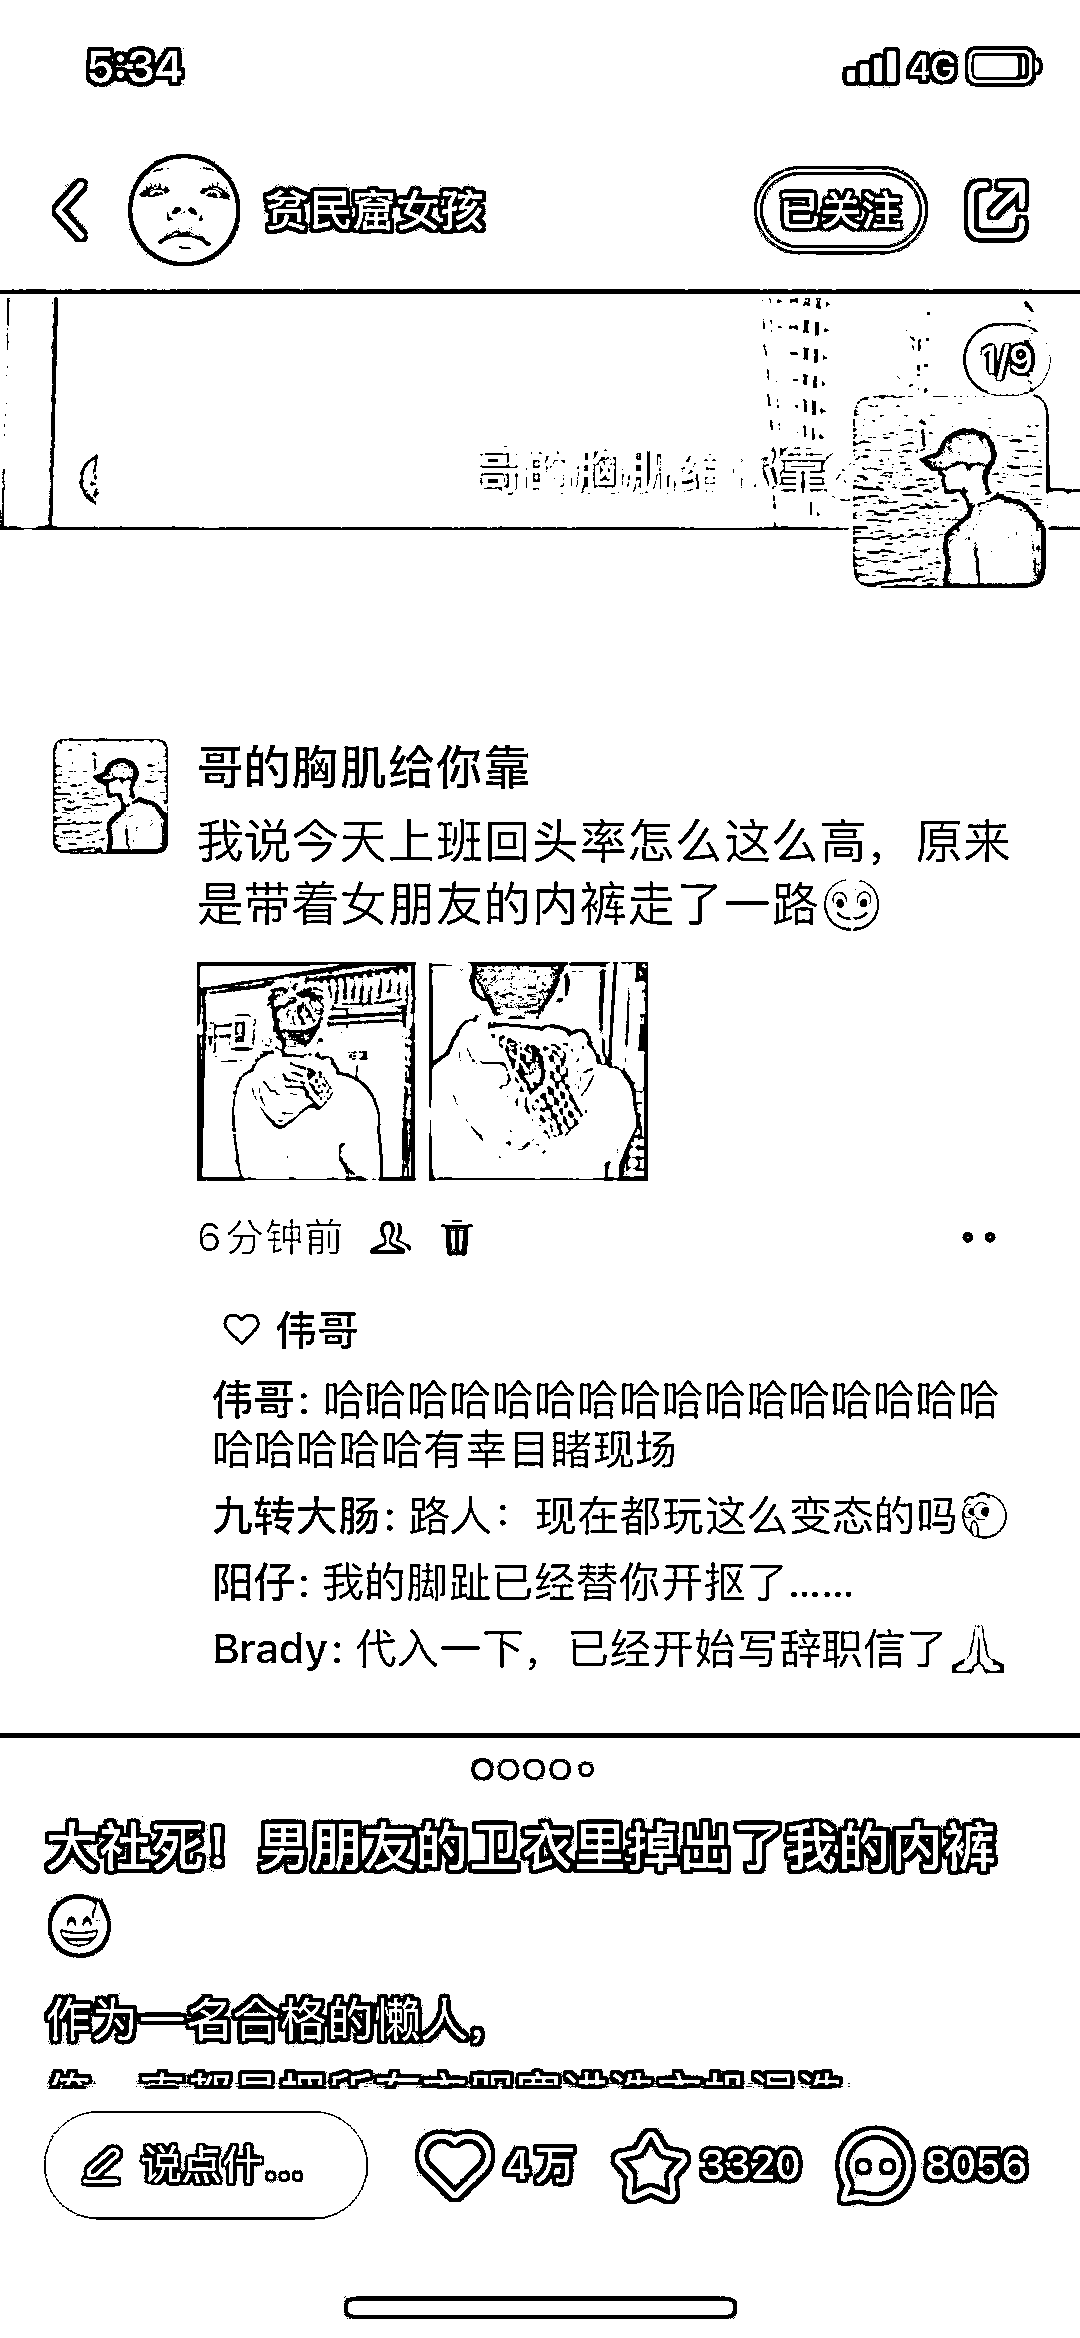 5:34
4G
贫民窟女孩
已关注
1/9
哥的胸肌给你靠
哥的胸肌给你靠
我说今天上班回头率怎么这么高，原来
是带着女朋友的内裤走了一路
6分钟前
伟哥
伟哥: 哈哈哈哈哈哈哈哈哈哈哈哈哈哈哈哈
哈哈哈哈哈有幸目睹现场
九转大肠: 路人：现在都玩这么变态的吗
阳仔: 我的脚趾已经替你开抠了......
Brady: 代入一下，已经开始写辞职信了🙏
大社死！男朋友的卫衣里掉出了我的内裤
😅
作为一名合格的懒人,
说点什...
4万
3320
8056